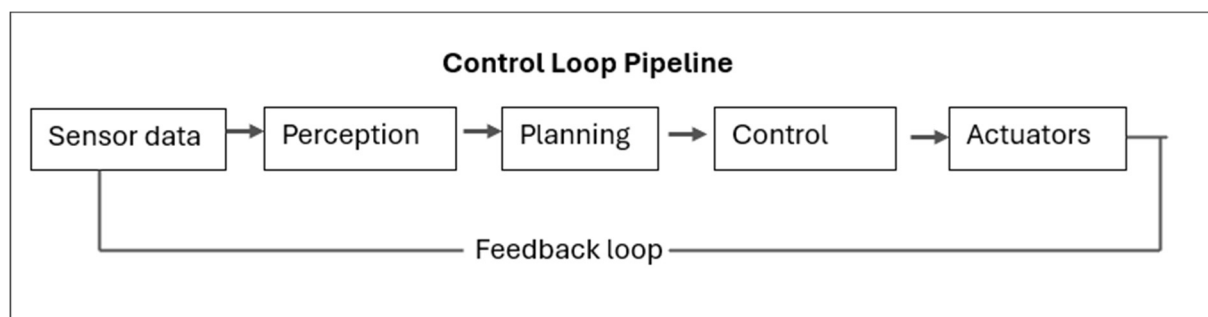 Control Loop Pipeline
Sensor data
Perception
Planning
Control
Actuators
Feedback loop